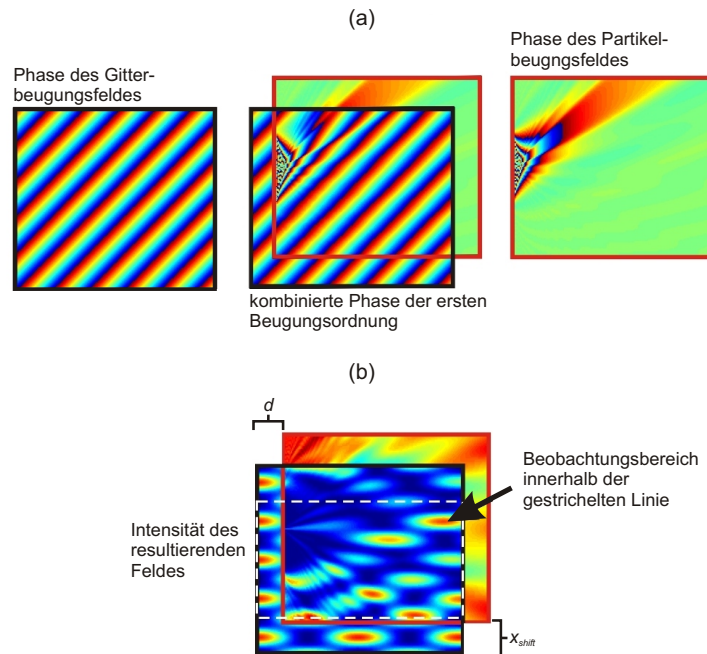 (a)
Phase des Gitter-
beugungsfeldes
Phase des Partikel-
beugngsfeldes
kombinierte Phase der ersten
Beugungsordnung
(b)
d
Beobachtungsbereich
innerhalb der
gestrichelten Linie
Intensität des
resultierenden
Feldes
x_shift